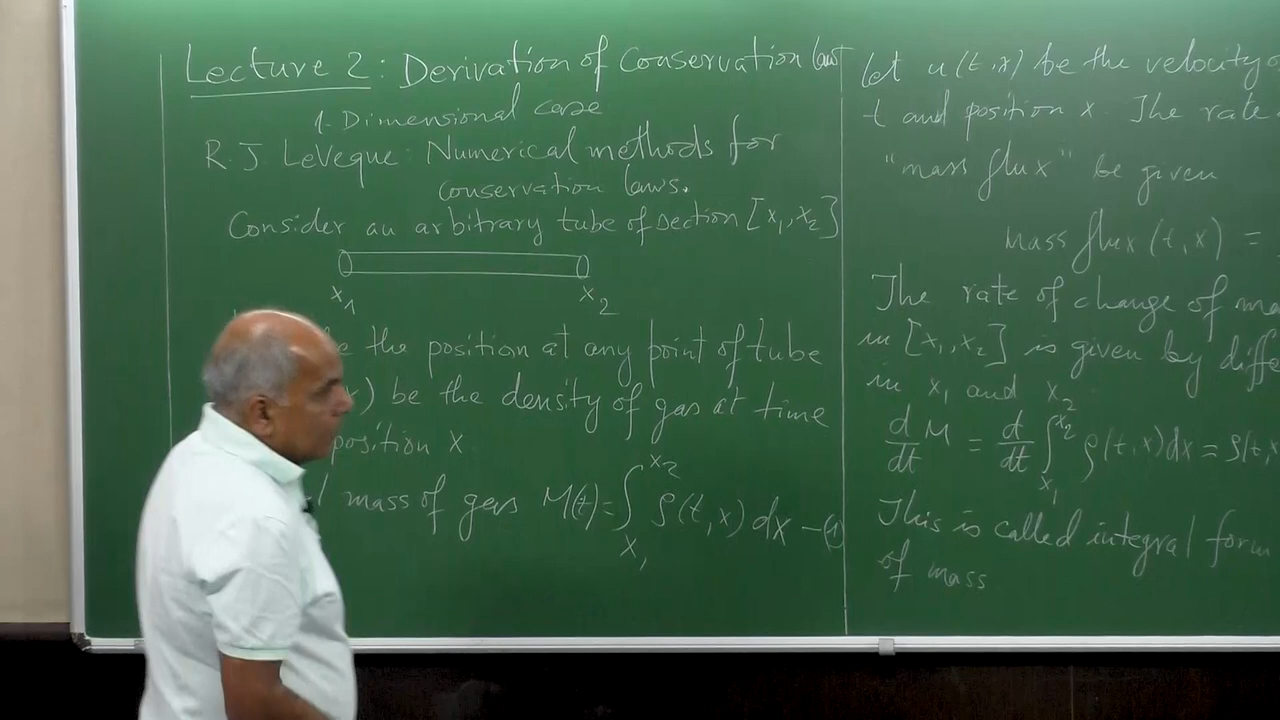 Lecture 2: Derivation of Conservation laws
1-Dimensional case
R.J LeVeque: Numerical methods for
conservation laws.
Consider an arbitrary tube of section [x₁, x₂]
x₁ x₂
the position at any point of tube
x) be the density of gas at time
position x
mass of gas M(t) = ∫_{x₁}^{x₂} ρ(t,x) dx — (1)
Let u(t,x) be the velocity
t and position x. The rate
"mass flux" be given
Mass flux (t,x) =
The rate of change of
in [x₁, x₂] is given by
in x₁ and x₂
d/dt M = d/dt ∫_{x₁}^{x₂} ρ(t,x)dx = ρ(t,x
This is called integral form
of mass